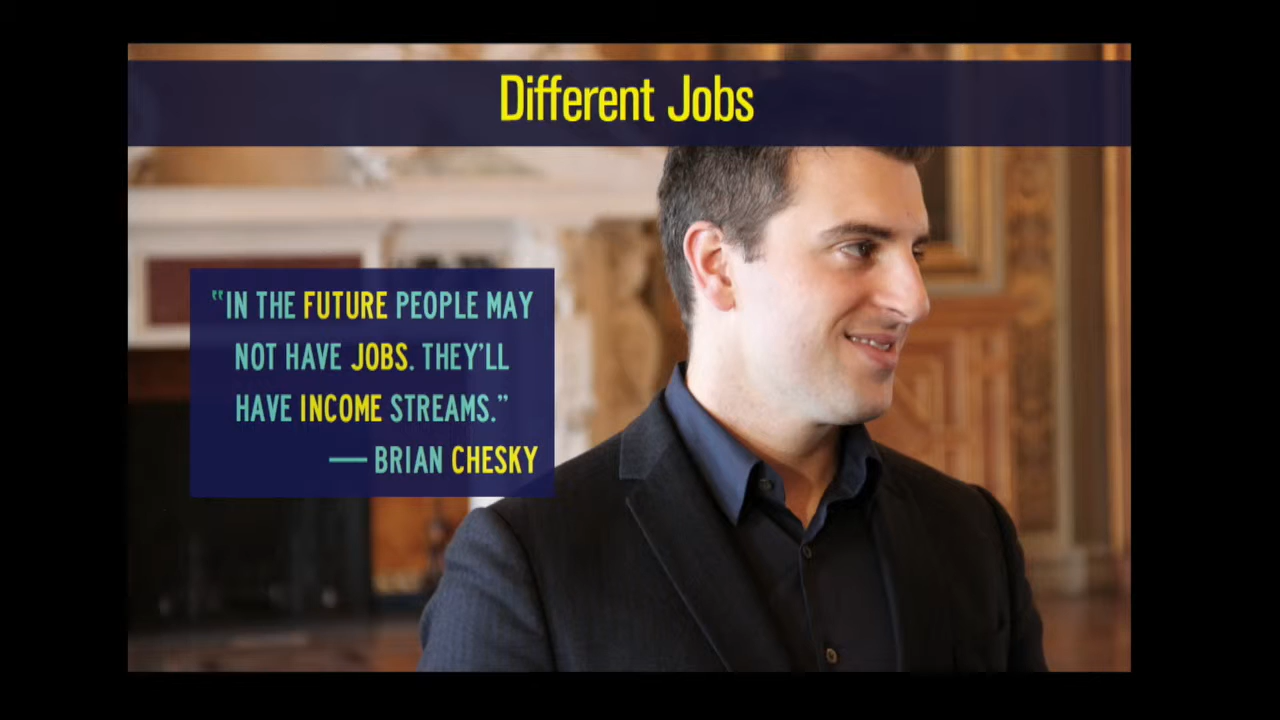 Different Jobs
“IN THE FUTURE PEOPLE MAY
NOT HAVE JOBS. THEY’LL
HAVE INCOME STREAMS.”
— BRIAN CHESKY